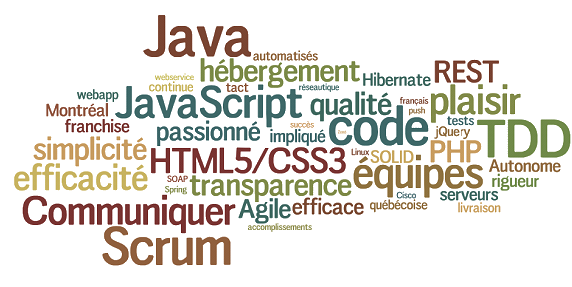 Java
automatisés
webservice
hébergement
REST
continue
tact
réseautique
Hibernate
webapp
JavaScript
qualité
français
plaisir
Montréal
push
franchise
passionné
succès
impliqué
code
tests
jQuery
TDD
simplicité
HTML5/CSS3
Linux
SOLID
PHP
efficacité
SOAP
Spring
transparence
équipes
Autonome
rigueur
Communiquer
Agile
efficace
Cisco
québécoise
serveurs
livraison
accomplissements
Scrum